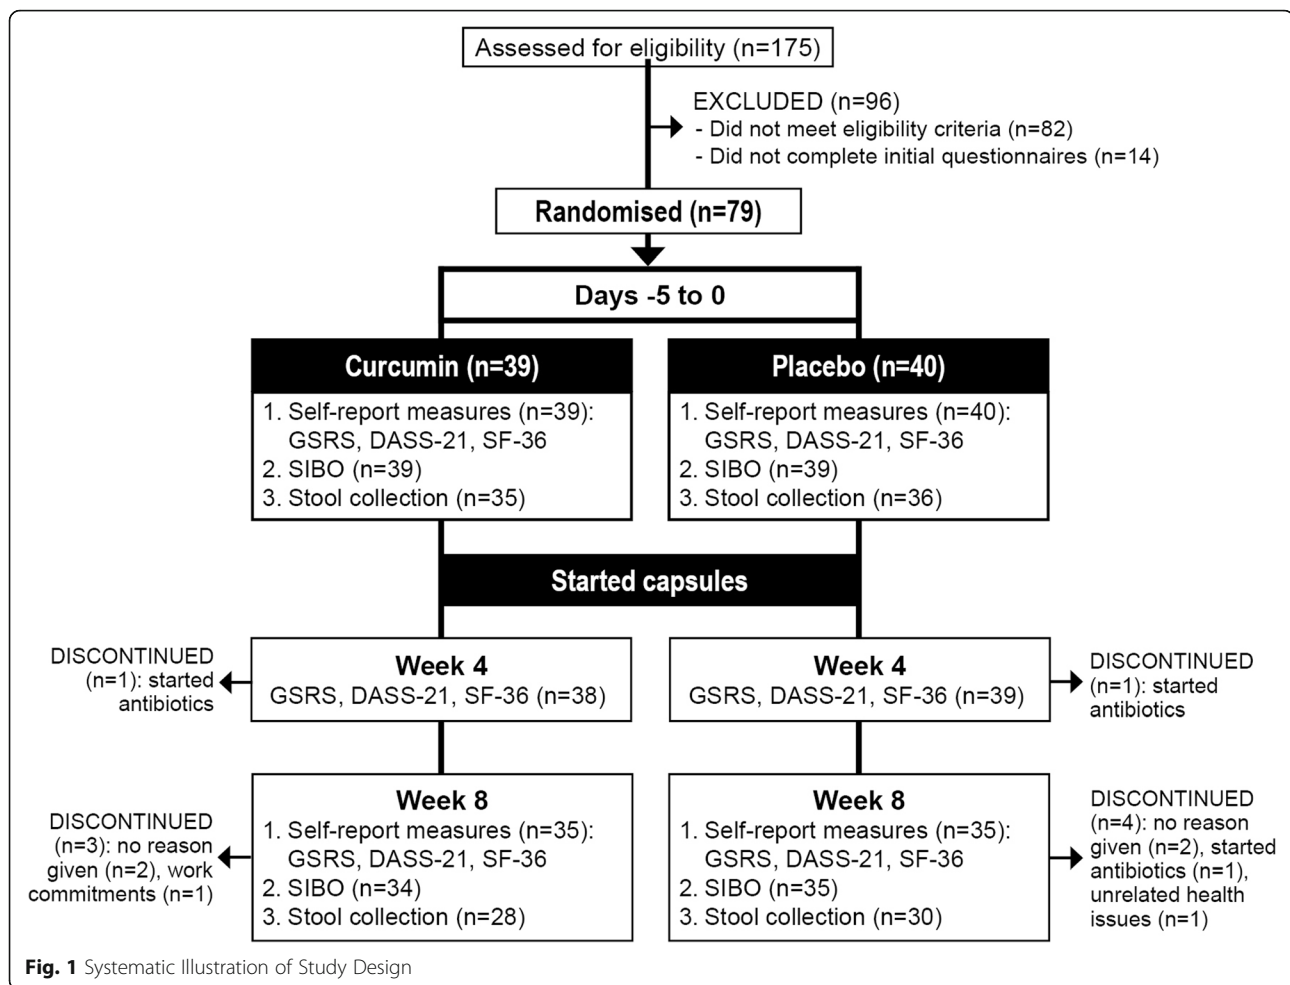 Assessed for eligibility (n=175)
EXCLUDED (n=96)
- Did not meet eligibility criteria (n=82)
- Did not complete initial questionnaires (n=14)
Randomised (n=79)
Days -5 to 0
Curcumin (n=39)
1. Self-report measures (n=39):
GSRS, DASS-21, SF-36
2. SIBO (n=39)
3. Stool collection (n=35)
Placebo (n=40)
1. Self-report measures (n=40):
GSRS, DASS-21, SF-36
2. SIBO (n=39)
3. Stool collection (n=36)
Started capsules
DISCONTINUED
(n=1): started
antibiotics
Week 4
GSRS, DASS-21, SF-36 (n=38)
Week 4
GSRS, DASS-21, SF-36 (n=39)
DISCONTINUED
(n=1): started
antibiotics
DISCONTINUED
(n=3): no reason
given (n=2), work
commitments (n=1)
Week 8
1. Self-report measures (n=35):
GSRS, DASS-21, SF-36
2. SIBO (n=34)
3. Stool collection (n=28)
Week 8
1. Self-report measures (n=35):
GSRS, DASS-21, SF-36
2. SIBO (n=35)
3. Stool collection (n=30)
DISCONTINUED
(n=4): no reason
given (n=2), started
antibiotics (n=1),
unrelated health
issues (n=1)
Fig. 1 Systematic Illustration of Study Design